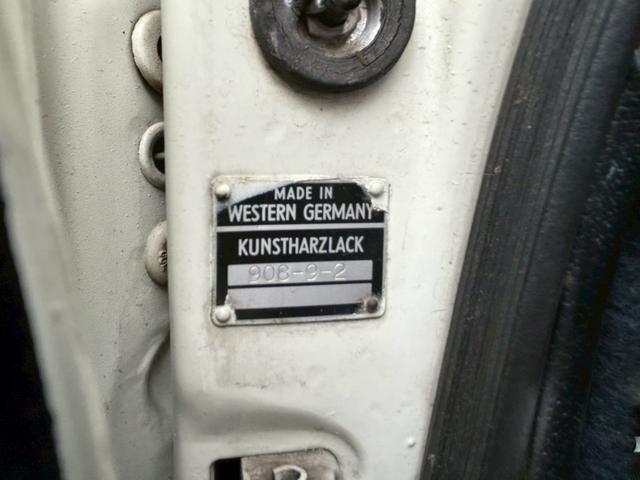 MADE IN
WESTERN GERMANY
KUNSTHARZLACK
908-9-2